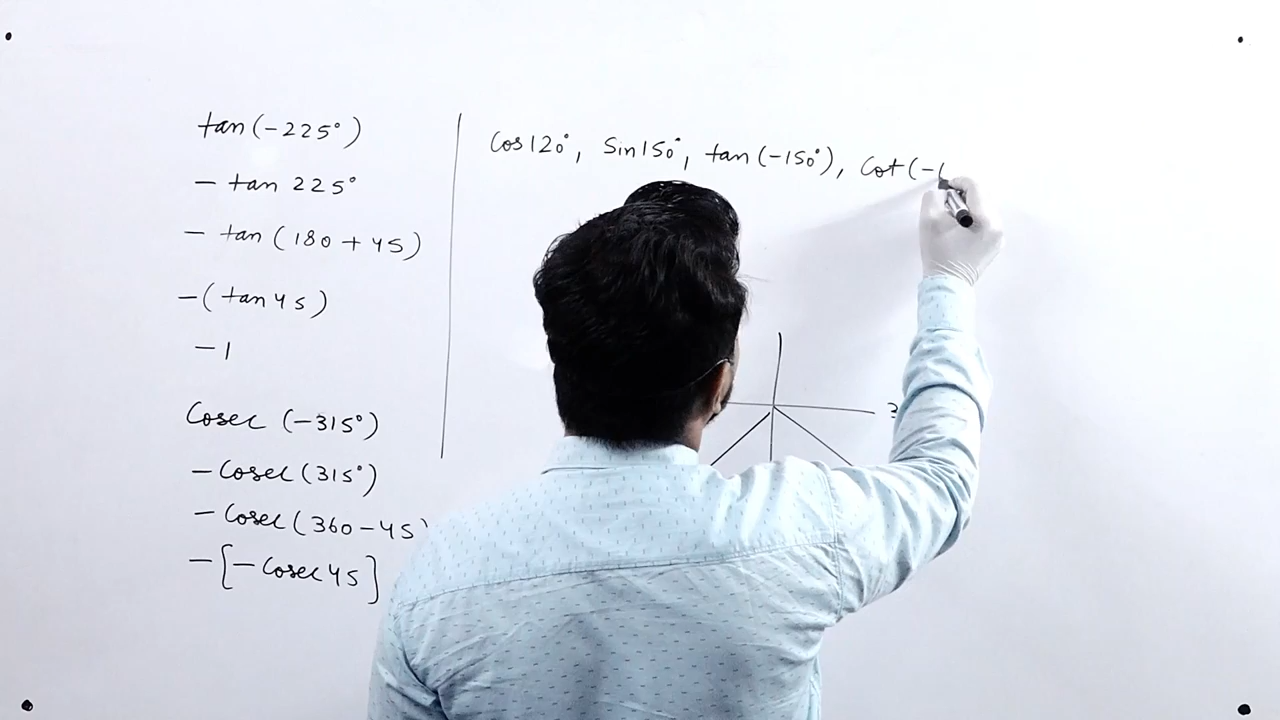 tan(-225°)
- tan 225°
- tan (180 + 45)
-(tan 45)
-1
Cosec (-315°)
-Cosec (315°)
- Cosec (360 - 45)
-[-Cosec 45]
Cos 120°, Sin 150°, tan (-150°), Cot (-